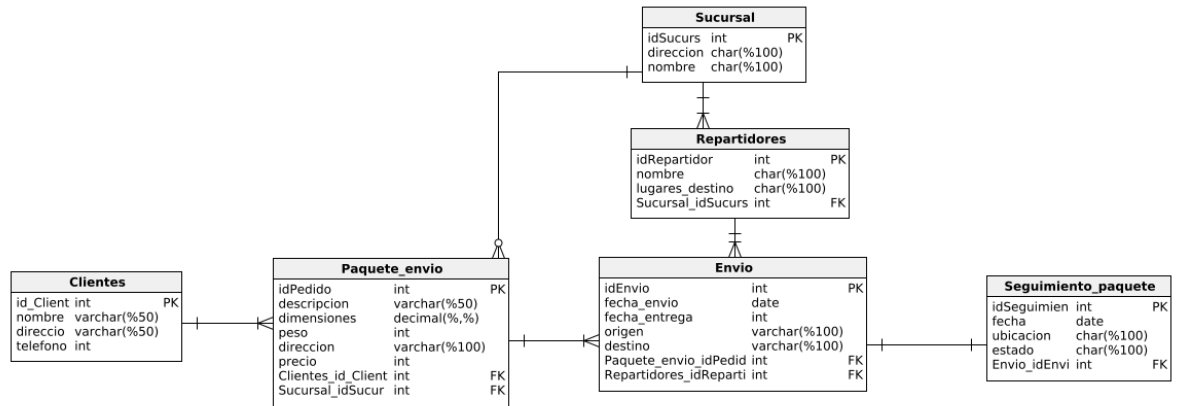 Sucursal
idSucurs int PK
direccion char(%100)
nombre char(%100)
Repartidores
idRepartidor int PK
nombre char(%100)
lugares_destino char(%100)
Sucursal_idSucurs int FK
Clientes
id_Client int PK
nombre varchar(%50)
direccio varchar(%50)
telefono int
Paquete_envio
idPedido int PK
descripcion varchar(%50)
dimensiones decimal(%,%)
peso int
direccion varchar(%100)
precio int
Clientes_id_Client int FK
Sucursal_idSucur int FK
Envio
idEnvio int PK
fecha_envio date
fecha_entrega int
origen varchar(%100)
destino varchar(%100)
Paquete_envio_idPedid int FK
Repartidores_idReparti int FK
Seguimiento_paquete
idSeguimien int PK
fecha date
ubicacion char(%100)
estado char(%100)
Envio_idEnvi int FK